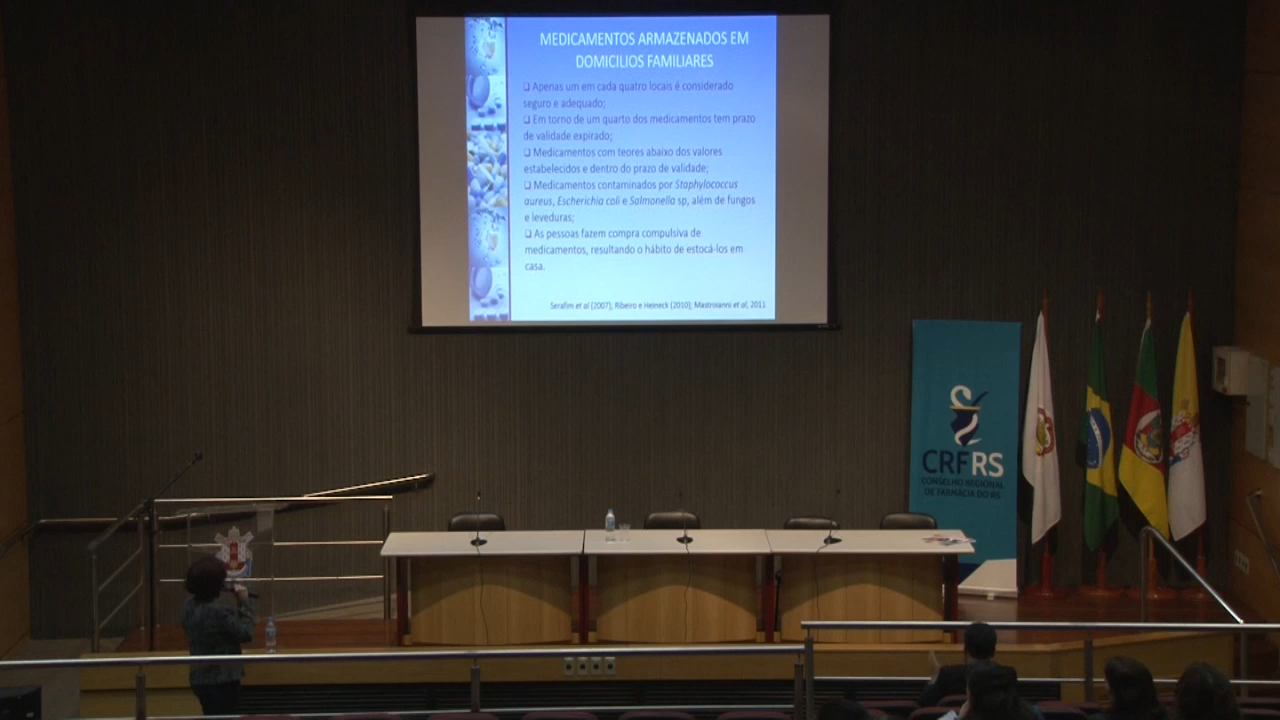 MEDICAMENTOS ARMAZENADOS EM
DOMICILIOS FAMILIARES
❑ Apenas um em cada quatro locais é considerado
seguro e adequado;
❑ Em torno de um quarto dos medicamentos tem prazo
de validade expirado;
❑ Medicamentos com teores abaixo dos valores
estabelecidos e dentro do prazo de validade;
❑ Medicamentos contaminados por Staphylococcus
aureus, Escherichia coli e Salmonella sp, além de fungos
e leveduras;
❑ As pessoas fazem compra compulsiva de
medicamentos, resultando o hábito de estocá-los em
casa.
Serafim et al (2007); Ribeiro e Heineck (2010); Mastroianni et al, 2011.
CRFRS
CONSELHO REGIONAL
DE FARMÁCIA DO RS